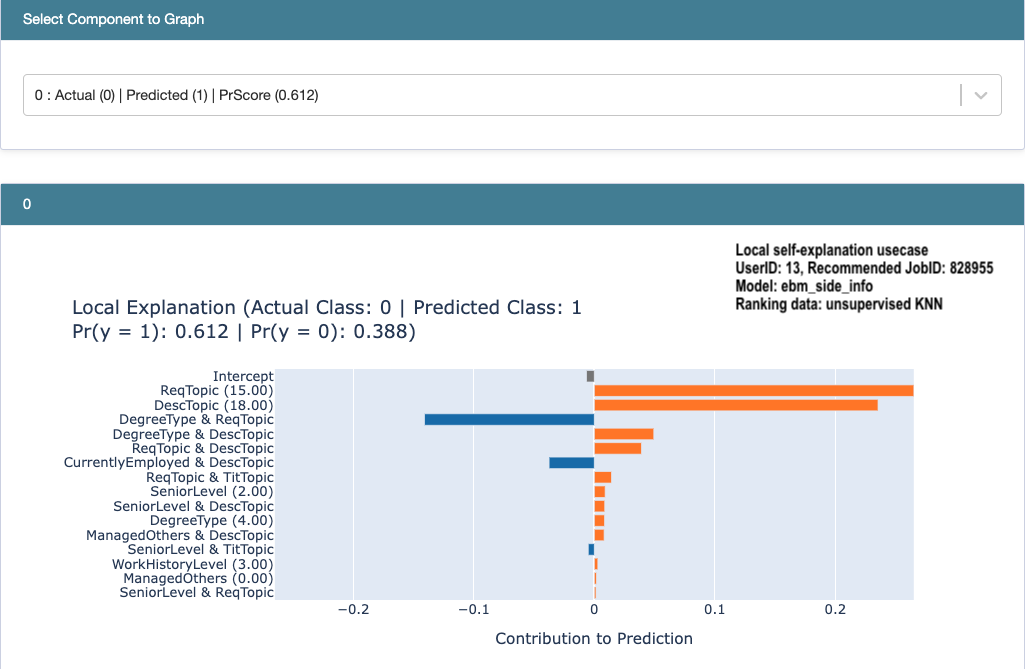 Select Component to Graph
0 : Actual (0) | Predicted (1) | PrScore (0.612)
0
Local self-explanation usecase
UserID: 13, Recommended JobID: 828955
Model: ebm_side_info
Ranking data: unsupervised KNN
Local Explanation (Actual Class: 0 | Predicted Class: 1
Pr(y = 1): 0.612 | Pr(y = 0): 0.388)
Intercept
ReqTopic (15.00)
DescTopic (18.00)
DegreeType & ReqTopic
DegreeType & DescTopic
ReqTopic & DescTopic
CurrentlyEmployed & DescTopic
ReqTopic & TitTopic
SeniorLevel (2.00)
SeniorLevel & DescTopic
DegreeType (4.00)
ManagedOthers & DescTopic
SeniorLevel & TitTopic
WorkHistoryLevel (3.00)
ManagedOthers (0.00)
SeniorLevel & ReqTopic
−0.2 −0.1 0 0.1 0.2
Contribution to Prediction